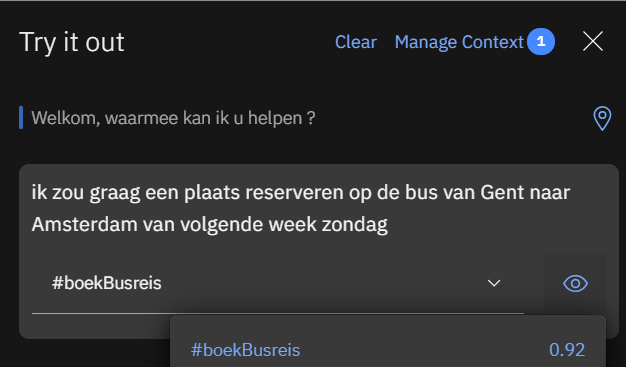 Try it out
Clear
Manage Context
1
Welkom, waarmee kan ik u helpen ?
ik zou graag een plaats reserveren op de bus van Gent naar
Amsterdam van volgende week zondag
#boekBusreis
#boekBusreis
0.92